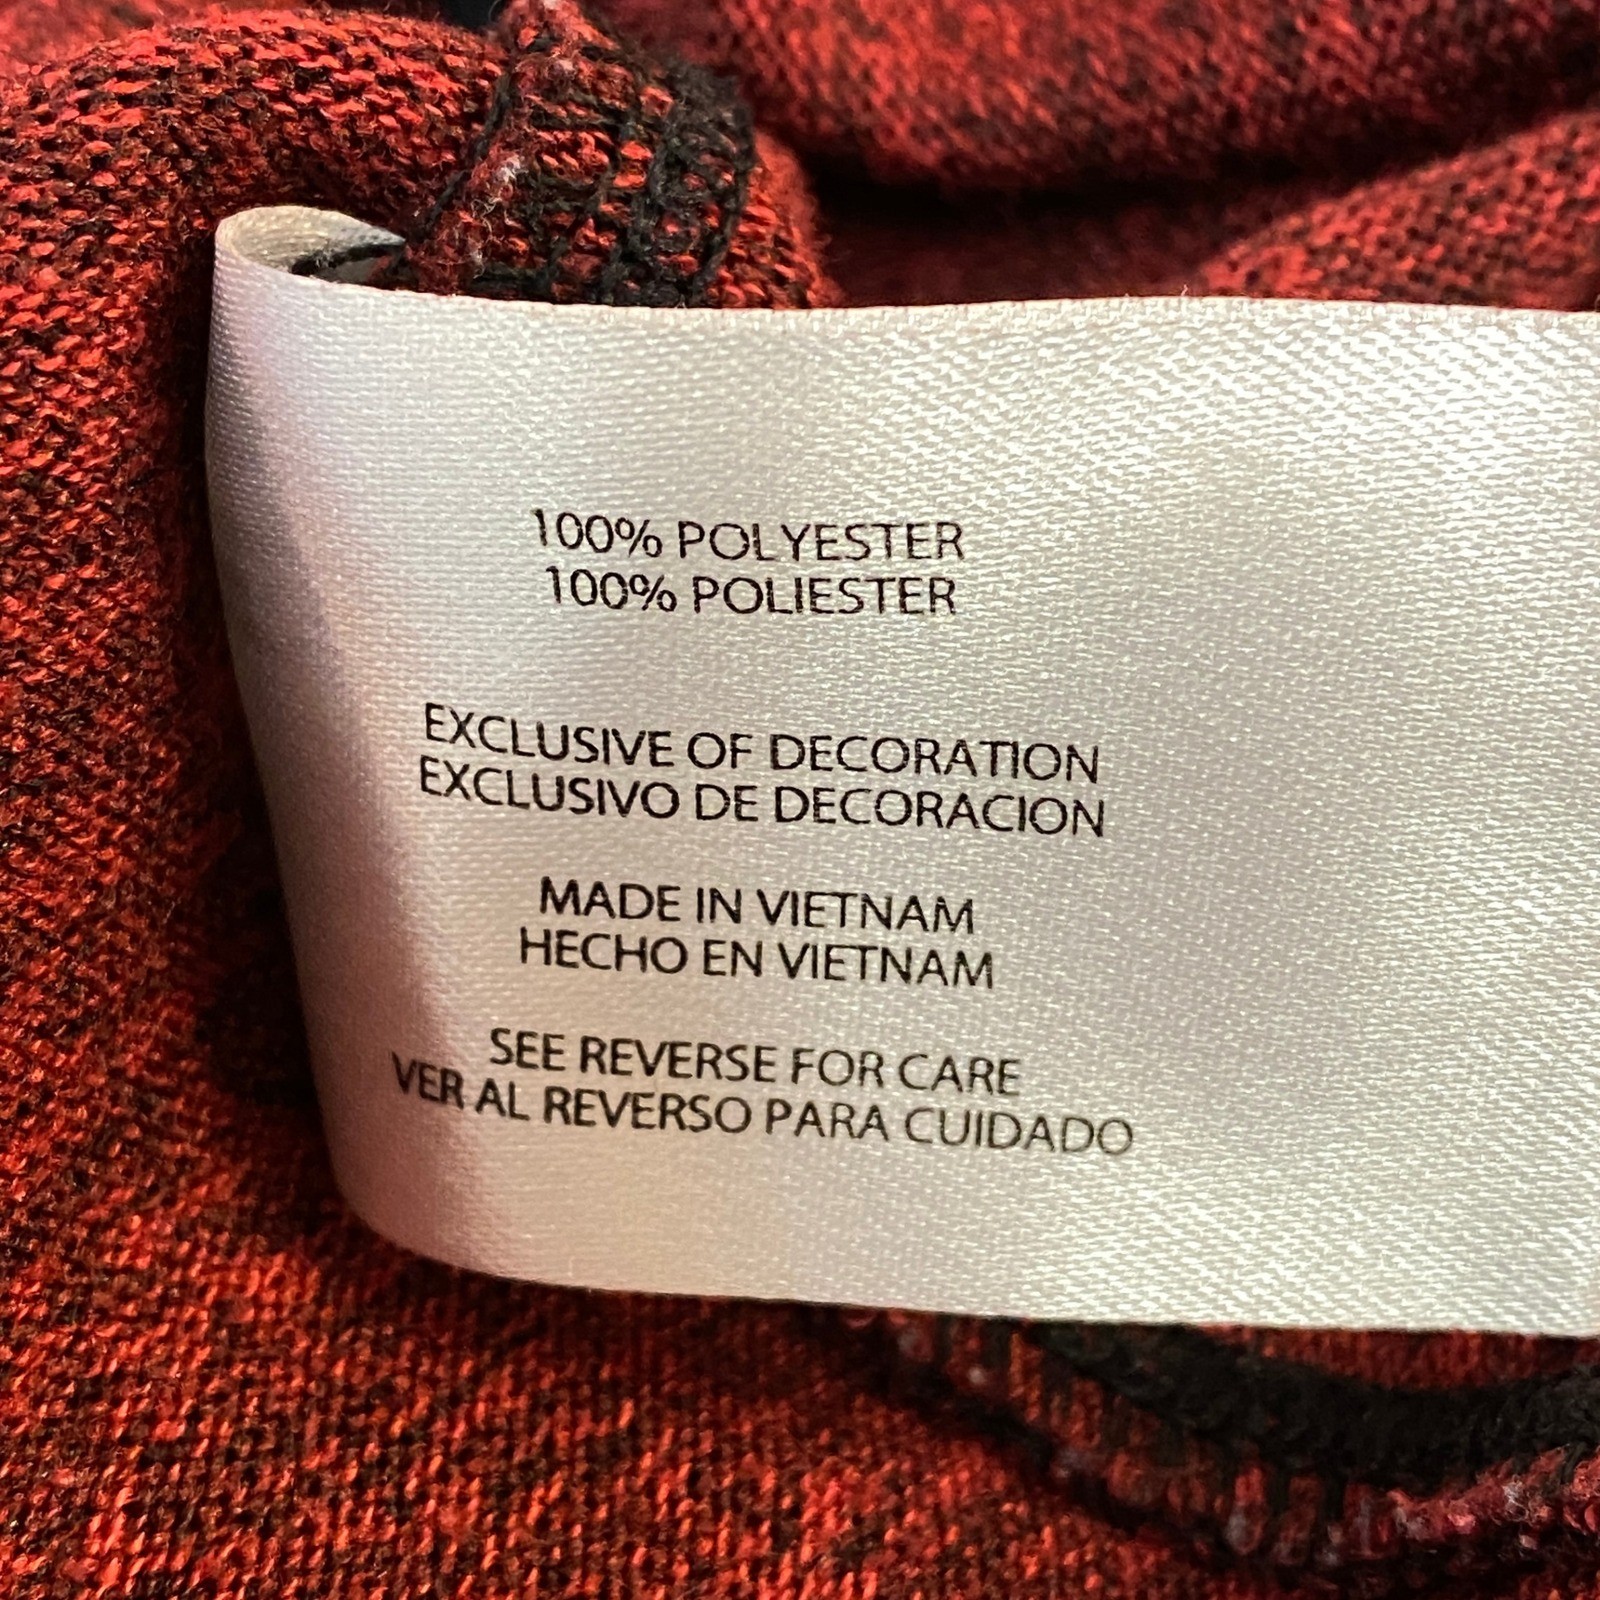 100% POLYESTER
100% POLIESTER
EXCLUSIVE OF DECORATION
EXCLUSIVO DE DECORACION
MADE IN VIETNAM
HECHO EN VIETNAM
SEE REVERSE FOR CARE
VER AL REVERSO PARA CUIDADO